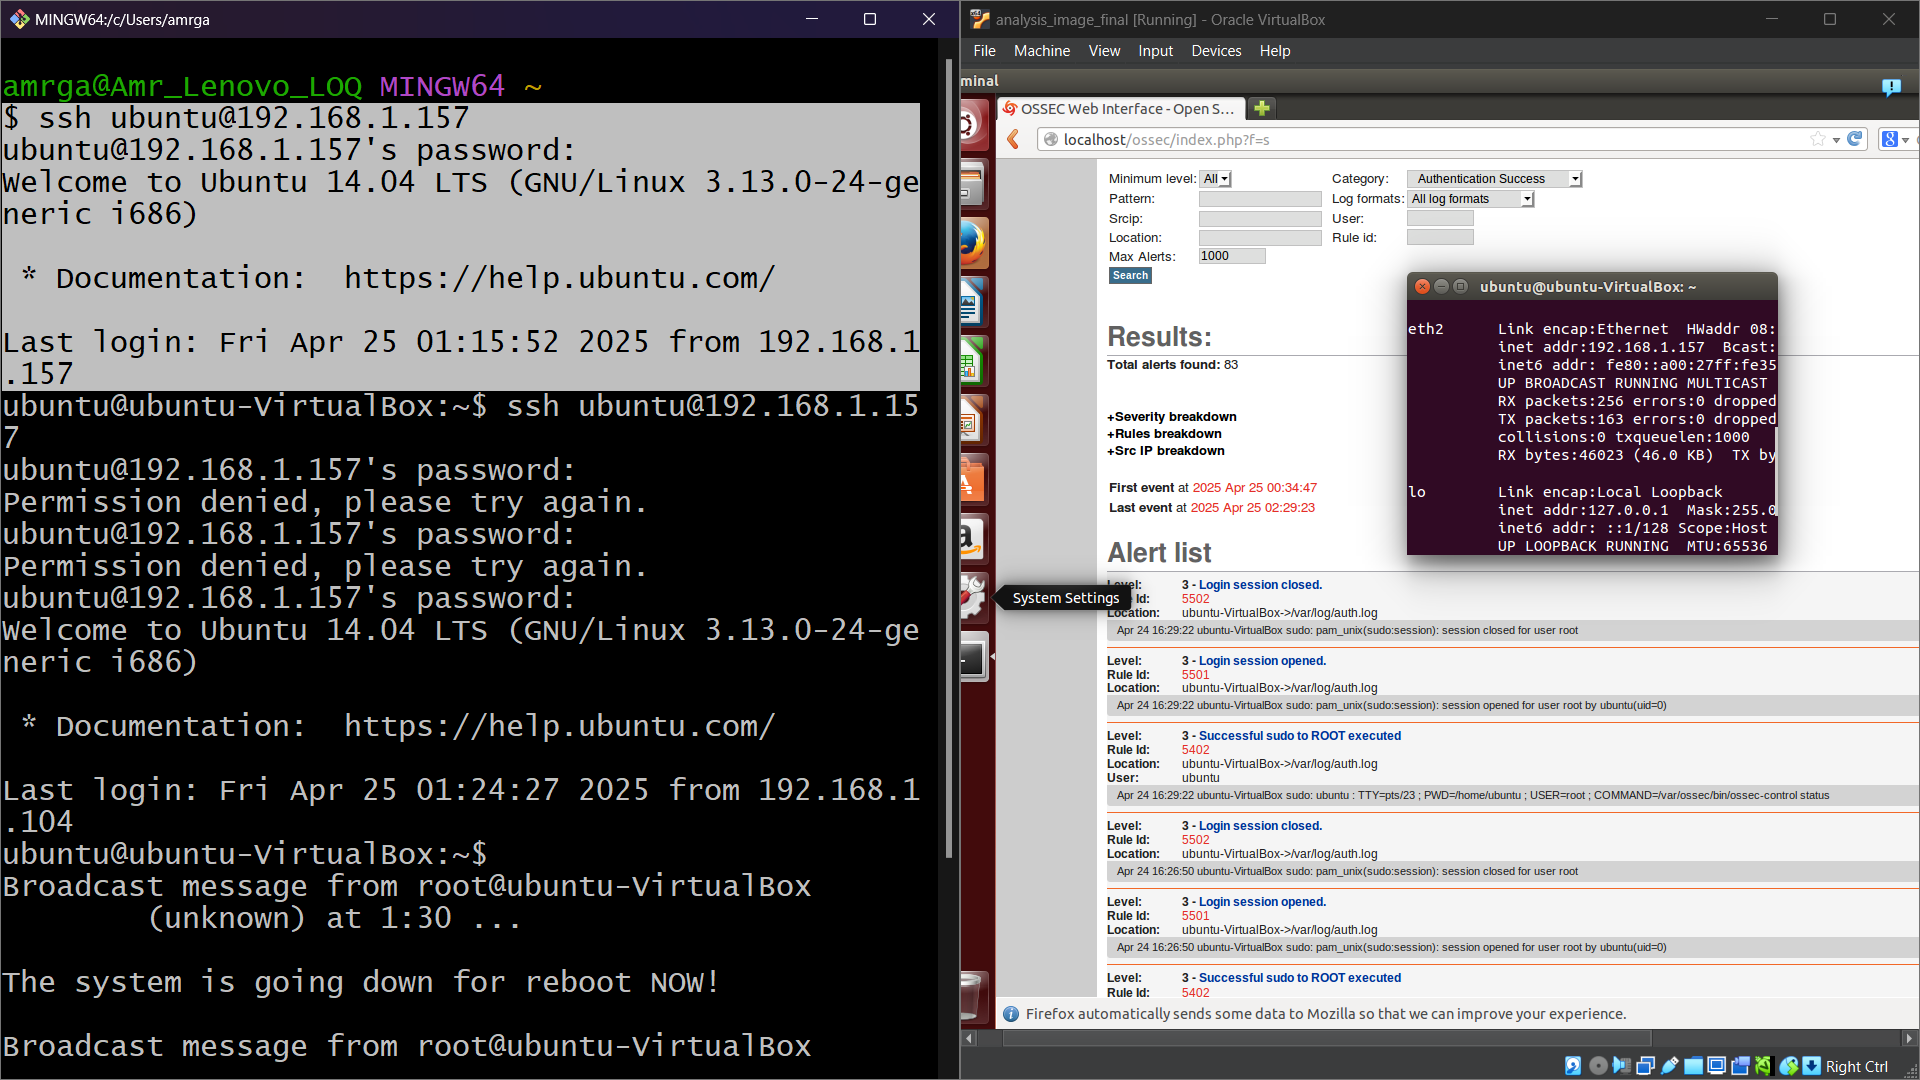 MINGW64:/c/Users/amrga
amrga@Amr_Lenovo_LOQ MINGW64 ~
$ ssh ubuntu@192.168.1.157
ubuntu@192.168.1.157's password:
Welcome to Ubuntu 14.04 LTS (GNU/Linux 3.13.0-24-ge
neric i686)
* Documentation:  https://help.ubuntu.com/
Last login: Fri Apr 25 01:15:52 2025 from 192.168.1
.157
ubuntu@ubuntu-VirtualBox:~$ ssh ubuntu@192.168.1.15
7
ubuntu@192.168.1.157's password:
Permission denied, please try again.
ubuntu@192.168.1.157's password:
Permission denied, please try again.
ubuntu@192.168.1.157's password:
Welcome to Ubuntu 14.04 LTS (GNU/Linux 3.13.0-24-ge
neric i686)
* Documentation:  https://help.ubuntu.com/
Last login: Fri Apr 25 01:24:27 2025 from 192.168.1
.104
ubuntu@ubuntu-VirtualBox:~$
Broadcast message from root@ubuntu-VirtualBox
(unknown) at 1:30 ...
The system is going down for reboot NOW!
Broadcast message from root@ubuntu-VirtualBox
analysis_image_final [Running] - Oracle VirtualBox
File Machine View Input Devices Help
minal
OSSEC Web Interface - Open S...
localhost/ossec/index.php?f=s
Minimum level: All Category: Authentication Success
Pattern: Log formats: All log formats
Srcip: User:
Location: Rule id:
Max Alerts: 1000
Search
Results:
Total alerts found: 83
+Severity breakdown
+Rules breakdown
+Src IP breakdown
First event at 2025 Apr 25 00:34:47
Last event at 2025 Apr 25 02:29:23
Alert list
Level: 3 - Login session closed.
Id: 5502
Location: ubuntu-VirtualBox->/var/log/auth.log
Apr 24 16:29:22 ubuntu-VirtualBox sudo: pam_unix(sudo:session): session closed for user root
Level: 3 - Login session opened.
Rule Id: 5501
Location: ubuntu-VirtualBox->/var/log/auth.log
Apr 24 16:29:22 ubuntu-VirtualBox sudo: pam_unix(sudo:session): session opened for user root by ubuntu(uid=0)
Level: 3 - Successful sudo to ROOT executed
Rule Id: 5402
Location: ubuntu-VirtualBox->/var/log/auth.log
User: ubuntu
Apr 24 16:29:22 ubuntu-VirtualBox sudo: ubuntu : TTY=pts/23 ; PWD=/home/ubuntu ; USER=root ; COMMAND=/var/ossec/bin/ossec-control status
Level: 3 - Login session closed.
Rule Id: 5502
Location: ubuntu-VirtualBox->/var/log/auth.log
Apr 24 16:26:50 ubuntu-VirtualBox sudo: pam_unix(sudo:session): session closed for user root
Level: 3 - Login session opened.
Rule Id: 5501
Location: ubuntu-VirtualBox->/var/log/auth.log
Apr 24 16:26:50 ubuntu-VirtualBox sudo: pam_unix(sudo:session): session opened for user root by ubuntu(uid=0)
Level: 3 - Successful sudo to ROOT executed
Rule Id: 5402
System Settings
ubuntu@ubuntu-VirtualBox: ~
eth2 Link encap:Ethernet  HWaddr 08:
inet addr:192.168.1.157  Bcast:
inet6 addr: fe80::a00:27ff:fe35
UP BROADCAST RUNNING MULTICAST
RX packets:256 errors:0 dropped
TX packets:163 errors:0 dropped
collisions:0 txqueuelen:1000
RX bytes:46023 (46.0 KB)  TX by
lo Link encap:Local Loopback
inet addr:127.0.0.1  Mask:255.0
inet6 addr: ::1/128 Scope:Host
UP LOOPBACK RUNNING  MTU:65536
Firefox automatically sends some data to Mozilla so that we can improve your experience.
Right Ctrl